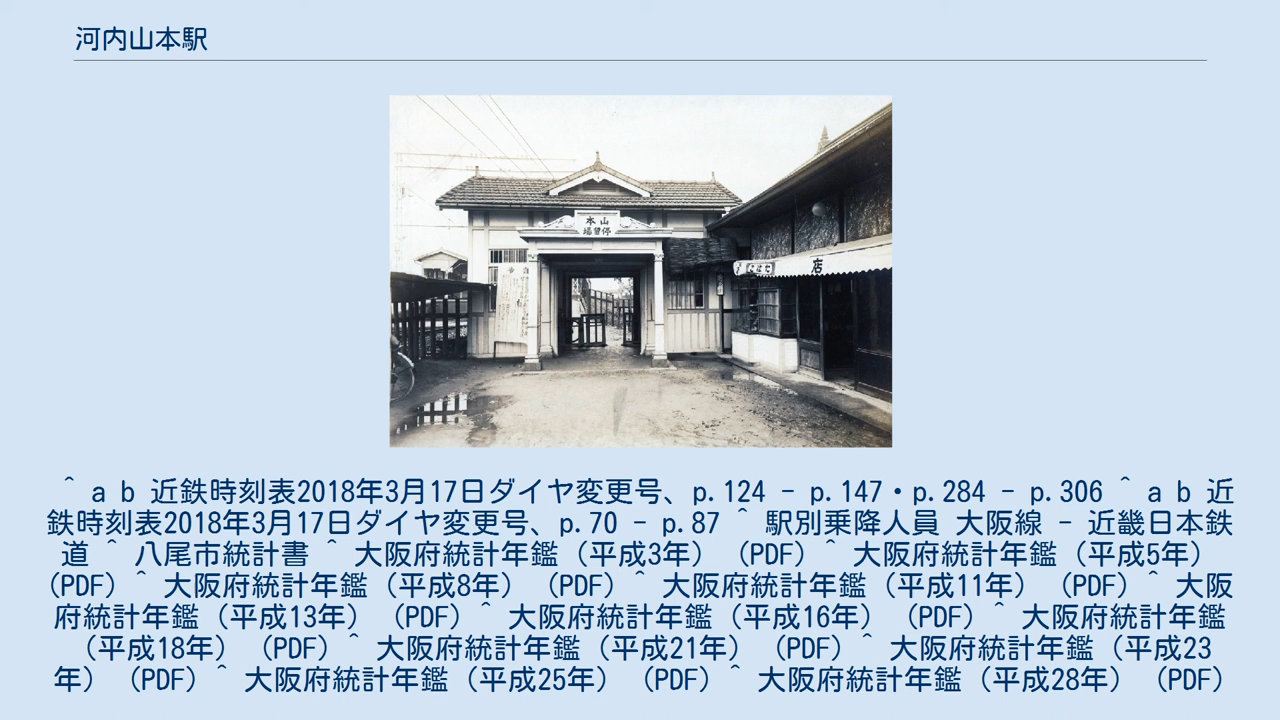 河内山本駅
山本
停留場
店
＾ a b 近鉄時刻表2018年3月17日ダイヤ変更号、p.124 - p.147・p.284 - p.306 ＾ a b 近
鉄時刻表2018年3月17日ダイヤ変更号、p.70 - p.87 ＾ 駅別乗降人員 大阪線 - 近畿日本鉄
道 ＾ 八尾市統計書 ＾ 大阪府統計年鑑（平成3年）（PDF）＾ 大阪府統計年鑑（平成5年）
（PDF）＾ 大阪府統計年鑑（平成8年）（PDF）＾ 大阪府統計年鑑（平成11年）（PDF）＾ 大阪
府統計年鑑（平成13年）（PDF）＾ 大阪府統計年鑑（平成16年）（PDF）＾ 大阪府統計年鑑
（平成18年）（PDF）＾ 大阪府統計年鑑（平成21年）（PDF）＾ 大阪府統計年鑑（平成23
年）（PDF）＾ 大阪府統計年鑑（平成25年）（PDF）＾ 大阪府統計年鑑（平成28年）（PDF）